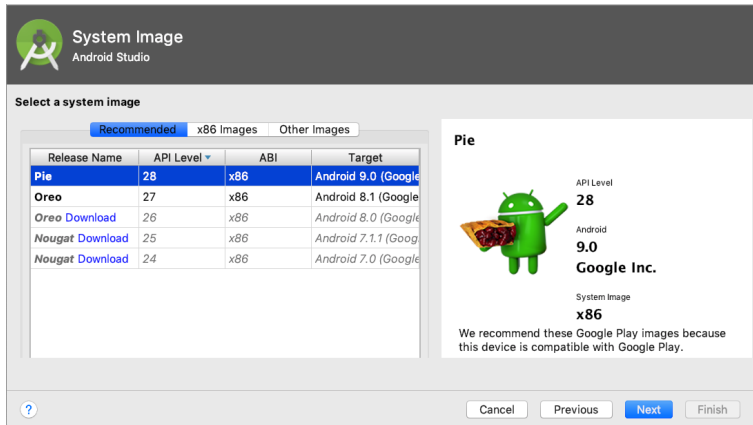 System Image
Android Studio
Select a system image
Recommended x86 Images Other Images
Release Name API Level ABI Target
Pie 28 x86 Android 9.0 (Google
Oreo 27 x86 Android 8.1 (Google
Oreo Download 26 x86 Android 8.0 (Google
Nougat Download 25 x86 Android 7.1.1 (Goog
Nougat Download 24 x86 Android 7.0 (Google
Pie
API Level
28
Android
9.0
Google Inc.
System Image
x86
We recommend these Google Play images because
this device is compatible with Google Play.
? Cancel Previous Next Finish